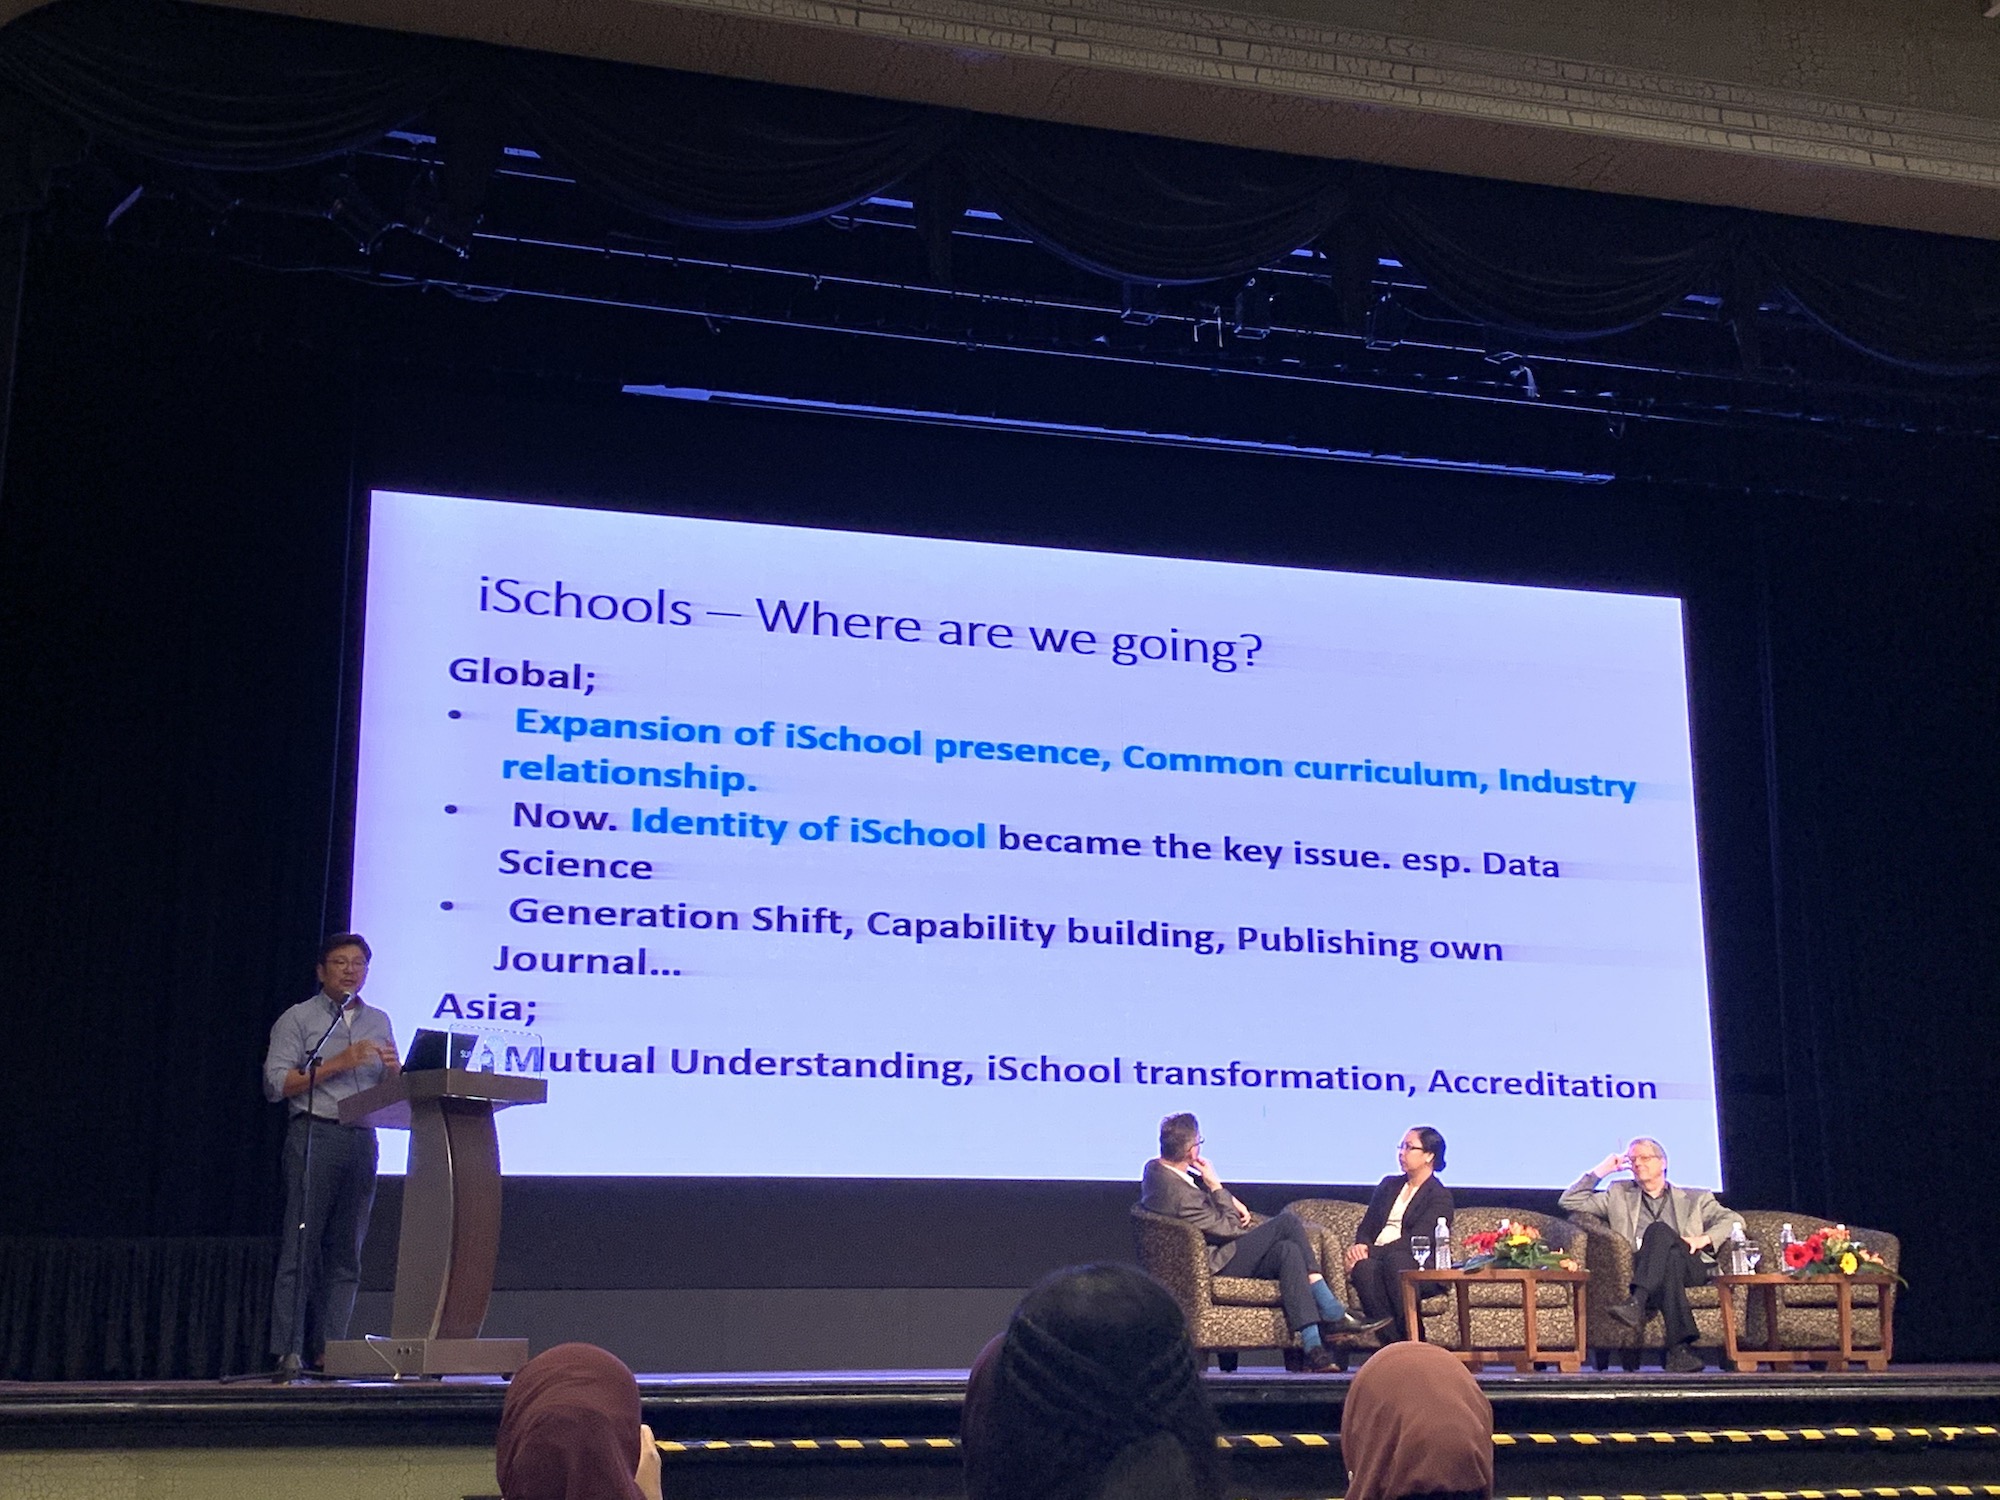 iSchools – Where are we going?
Global;
• Expansion of iSchool presence, Common curriculum, Industry
relationship.
• Now. Identity of iSchool became the key issue. esp. Data
Science
• Generation Shift, Capability building, Publishing own
Journal...
Asia;
Mutual Understanding, iSchool transformation, Accreditation